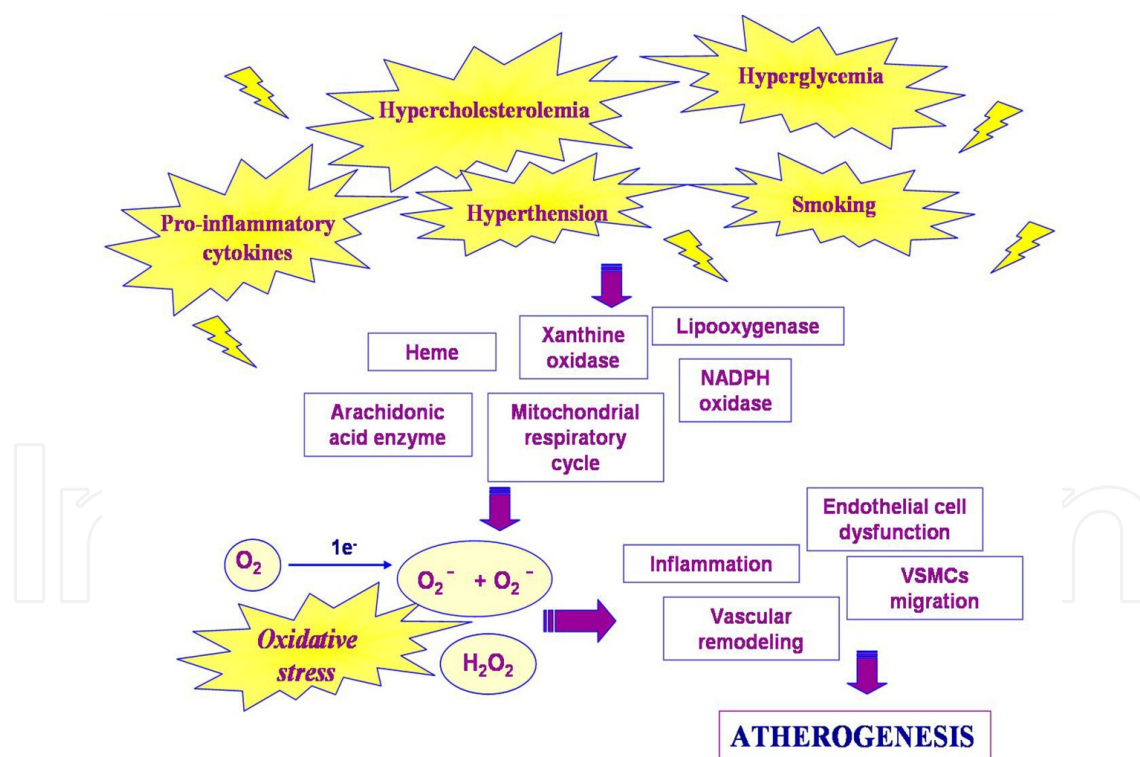 Hyperglycemia
Hypercholesterolemia
Pro-inflammatory
cytokines
Hyperthension
Smoking
Heme
Xanthine
oxidase
Lipooxygenase
NADPH
oxidase
Arachidonic
acid enzyme
Mitochondrial
respiratory
cycle
O₂
1e⁻
O₂⁻ + O₂⁻
H₂O₂
Oxidative
stress
Inflammation
Endothelial cell
dysfunction
VSMCs
migration
Vascular
remodeling
ATHEROGENESIS